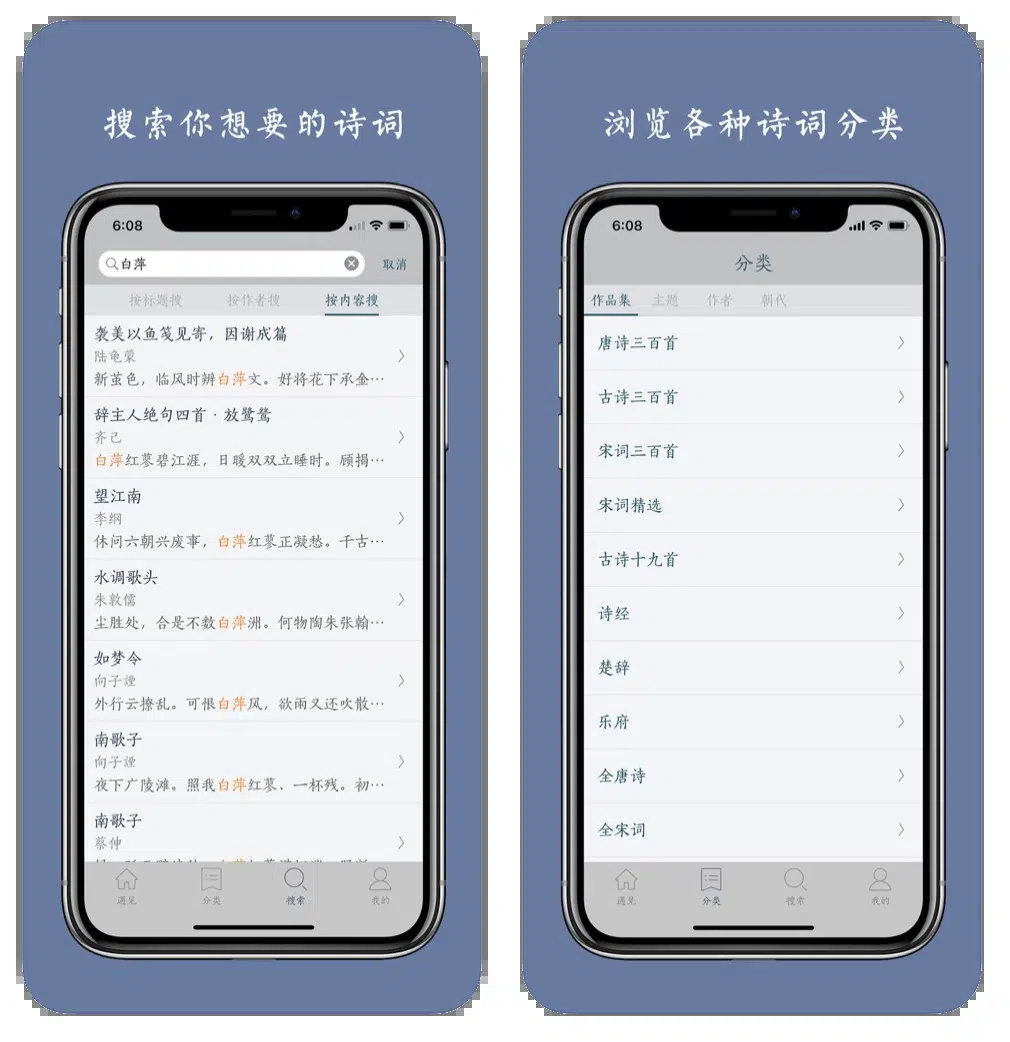 搜索你想要的诗词
6:08
白萍
取消
按标题搜 按作者搜 按内容搜
袭美以鱼笺见寄，因谢成篇
陆龟蒙
新茧色，临风时辨白萍文。好将花下承金…
辞主人绝句四首·放鹭鸶
齐己
白萍红蓼碧江涯，日暖双双立睡时。顾揭…
望江南
李纲
休问六朝兴废事，白萍红蓼正凝愁。千古…
水调歌头
朱敦儒
尘胜处，合是不数白萍洲。何物陶朱张翰…
如梦令
向子諲
外行云撩乱。可恨白萍风，欲雨又还吹散…
南歌子
向子諲
夜下广陵滩。照我白萍红蓼、一杯残。初…
南歌子
蔡伸
遇见 分类 搜索 我的
浏览各种诗词分类
6:08
分类
作品集 主题 作者 朝代
唐诗三百首
古诗三百首
宋词三百首
宋词精选
古诗十九首
诗经
楚辞
乐府
全唐诗
全宋词
遇见 分类 搜索 我的